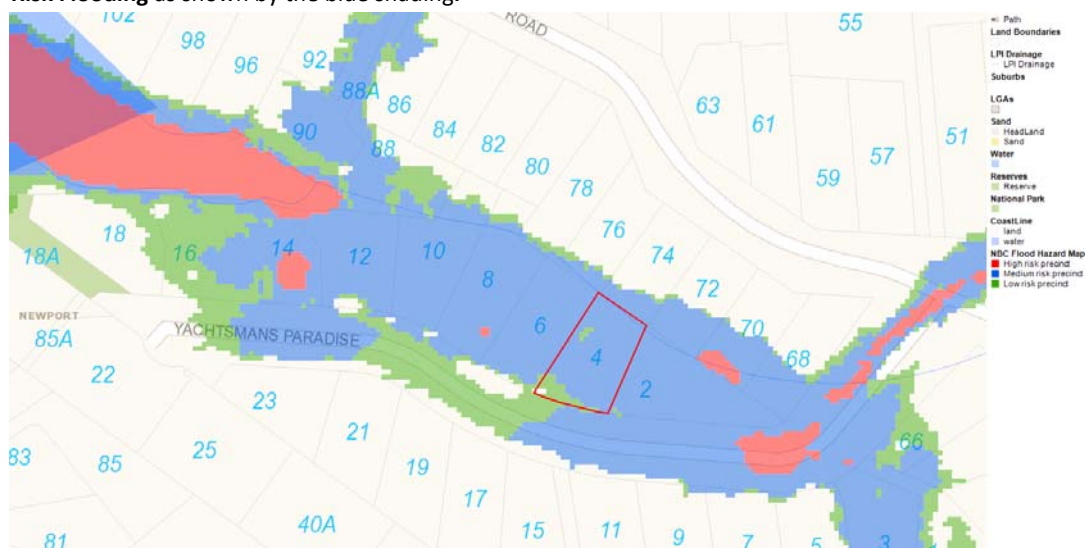 Risk Flooding as shown by the blue shading.
102
98
96
92
88A
86
90
88
84
82
80
78
76
74
72
70
68
ROAD
55
63
61
59
57
51
18
18A
16
14
12
10
8
6
4
2
66
NEWPORT
85A
YACHTSMANS PARADISE
22
23
21
19
17
15
11
9
7
5
3
83
85
25
81
40A
Path
Land Boundaries
LPI Drainage
LPI Drainage
Suburbs
LGAs
Sand
HeadLand
Sand
Water
Reserves
Reserve
National Park
CoastLine
land
water
NBC Flood Hazard Map
High risk precinct
Medium risk precinct
Low risk precinct